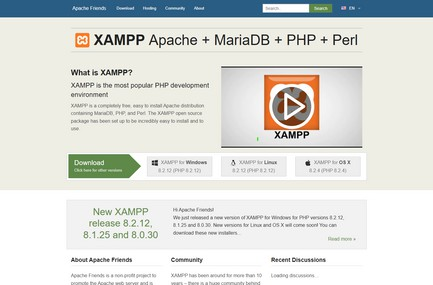 Apache Friends Download Hosting Community About Search... Search EN
XAMPP Apache + MariaDB + PHP + Perl
What is XAMPP?
XAMPP is the most popular PHP development
environment
XAMPP is a completely free, easy to install Apache distribution
containing MariaDB, PHP, and Perl. The XAMPP open source
package has been set up to be incredibly easy to install and to
use.
XAMPP
Download
Click here for other versions
XAMPP for Windows
8.2.12 (PHP 8.2.12)
XAMPP for Linux
8.2.12 (PHP 8.2.12)
XAMPP for OS X
8.2.4 (PHP 8.2.4)
New XAMPP
release 8.2.12,
8.1.25 and 8.0.30
Hi Apache Friends!
We just released a new version of XAMPP for Windows for PHP versions 8.2.12,
8.1.25 and 8.0.30. New versions for Linux and OS X will come soon! You can
download these new installers...
Read more »
About Apache Friends
Apache Friends is a non-profit project to
promote the Apache web server and is
Community
XAMPP has been around for more than 10
years – there is a huge community behind
Recent Discussions
Loading discussions...